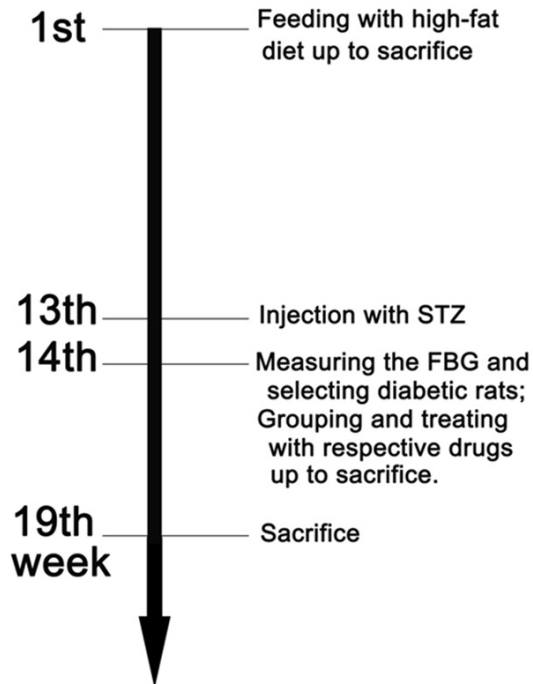 1st
Feeding with high-fat
diet up to sacrifice
13th
Injection with STZ
14th
Measuring the FBG and
selecting diabetic rats;
Grouping and treating
with respective drugs
up to sacrifice.
19th
week
Sacrifice